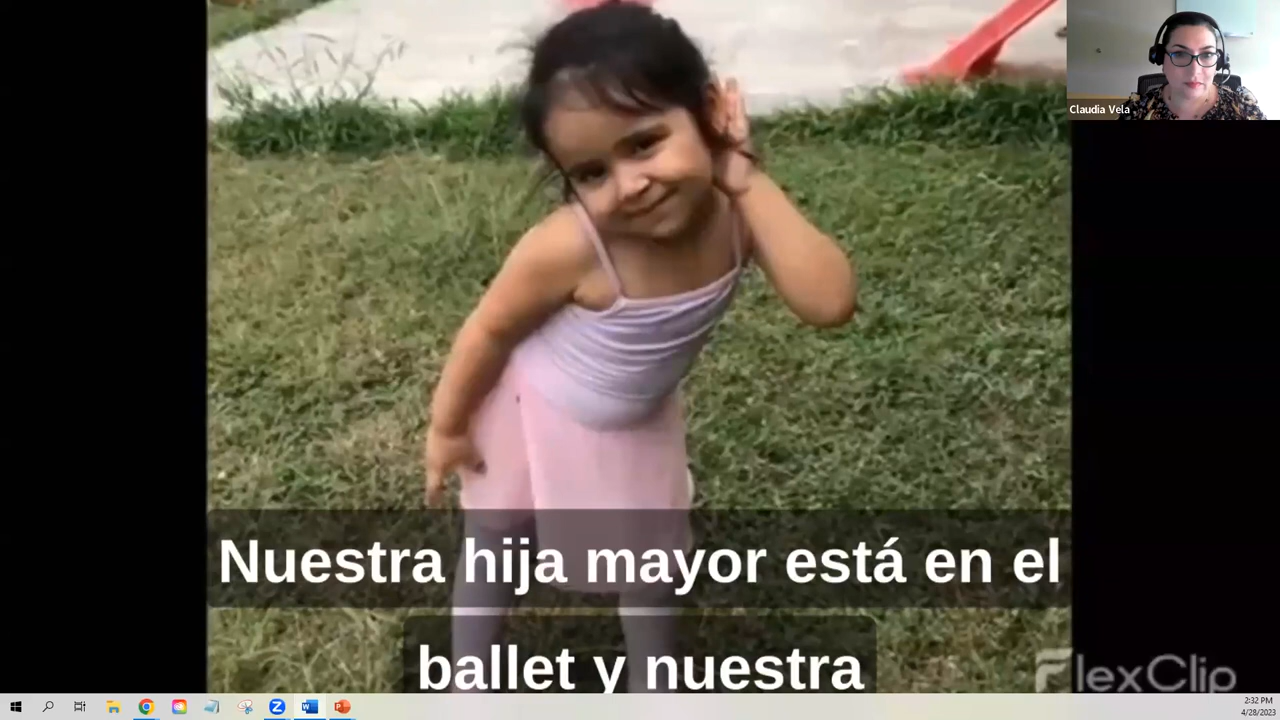 Claudia Vela
Nuestra hija mayor está en el
ballet y nuestra
FlexClip
2:32 PM
4/28/2023